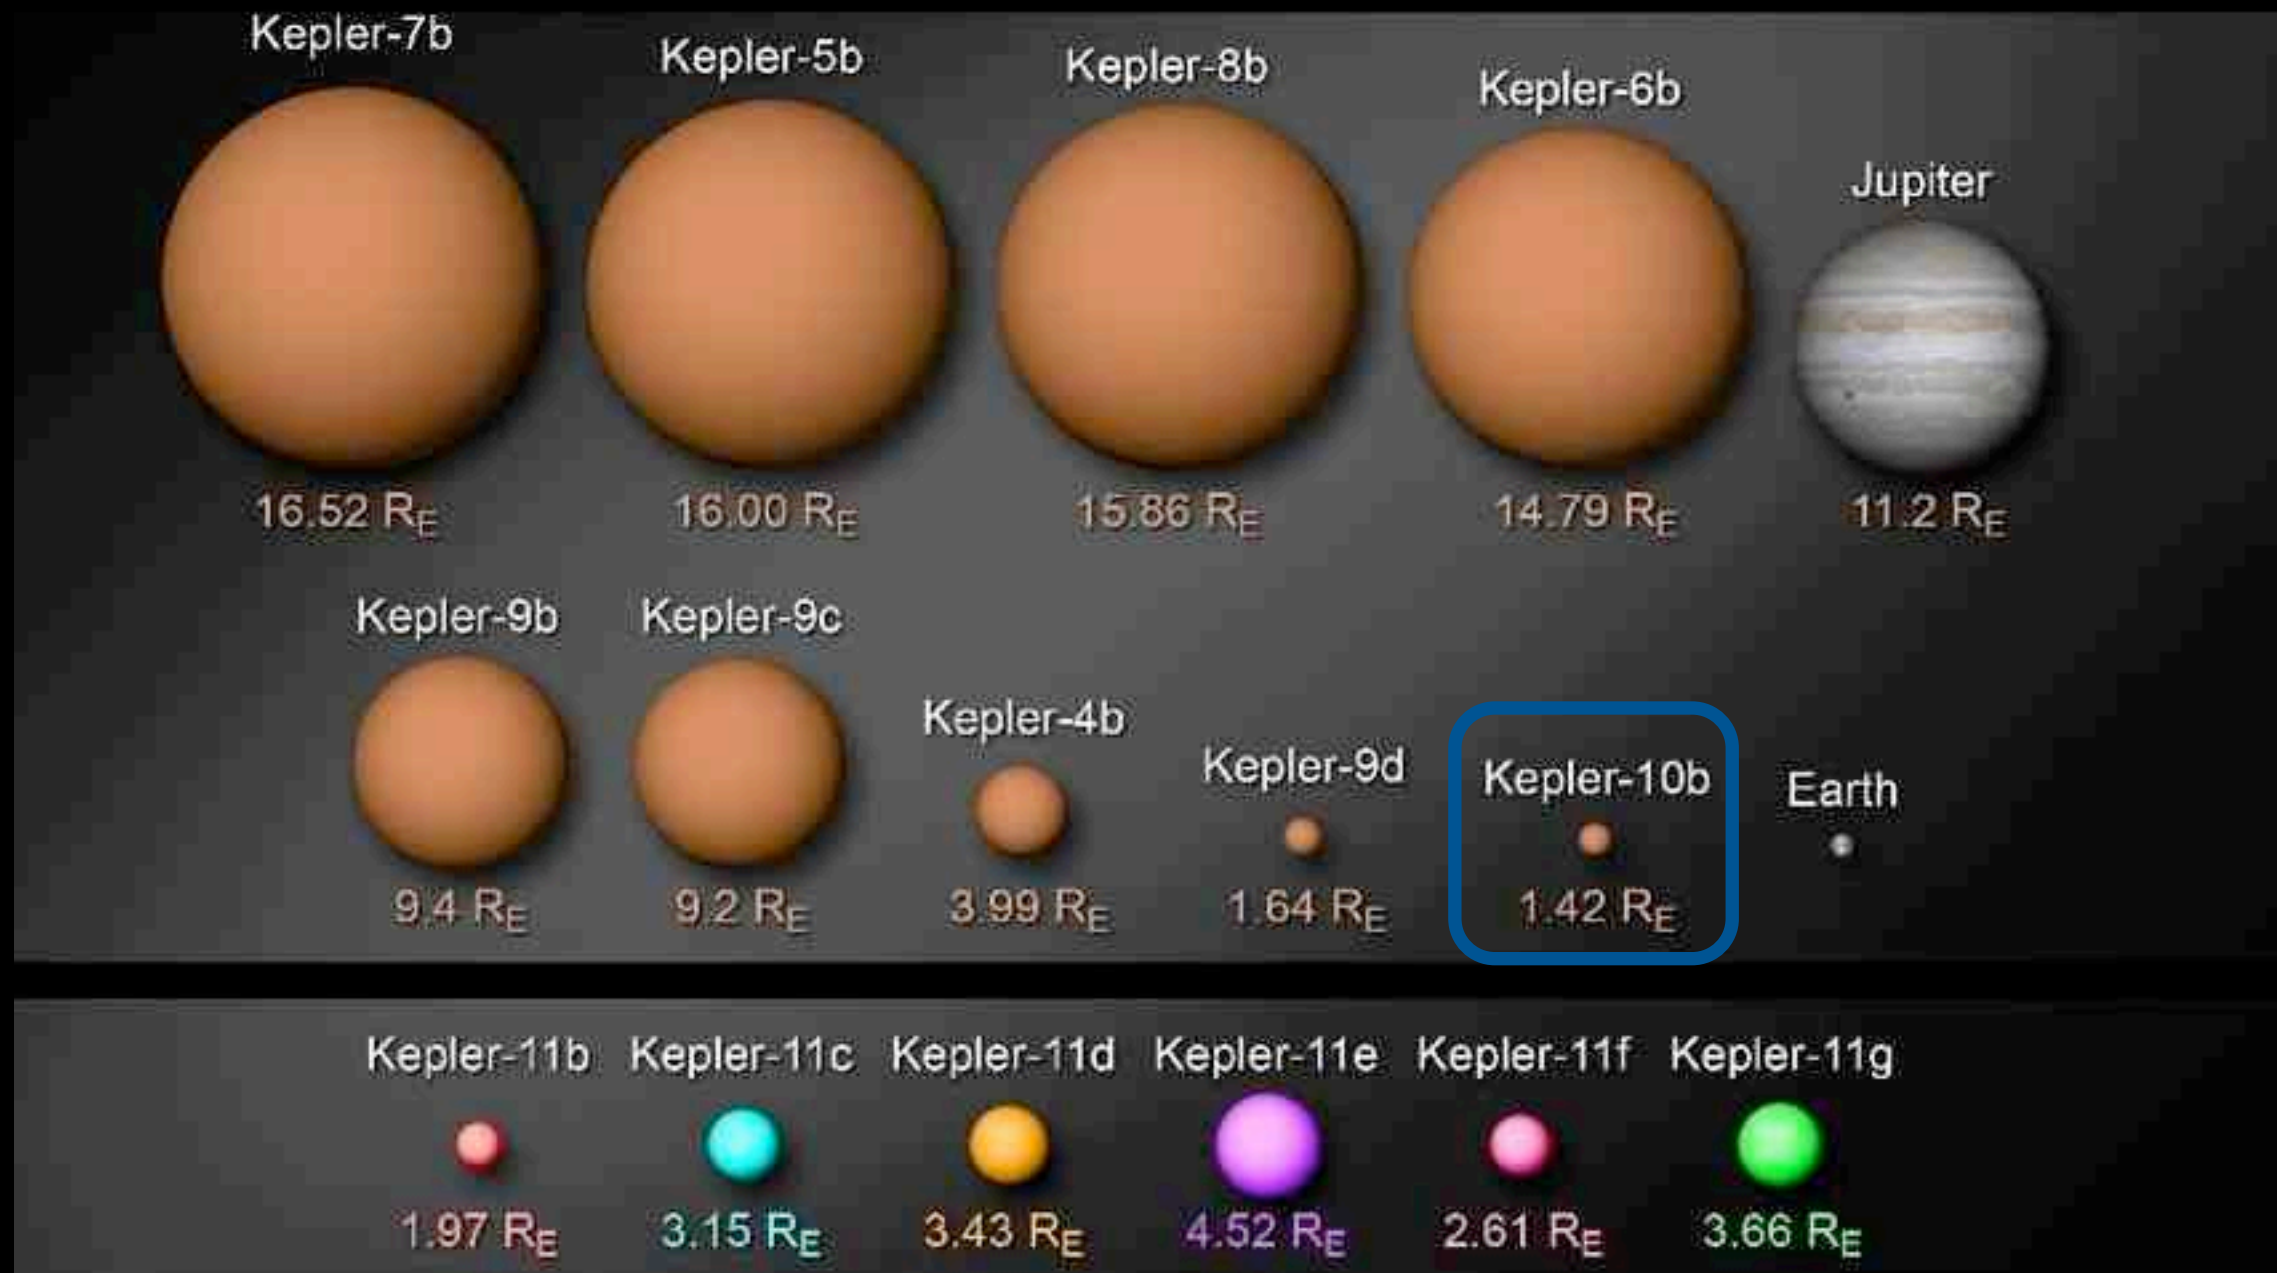 Kepler-7b
Kepler-5b
Kepler-8b
Kepler-6b
Jupiter
16.52 RE
16.00 RE
15.86 RE
14.79 RE
11.2 RE
Kepler-9b
Kepler-9c
Kepler-4b
Kepler-9d
Kepler-10b
Earth
9.4 RE
9.2 RE
3.99 RE
1.64 RE
1.42 RE
Kepler-11b
Kepler-11c
Kepler-11d
Kepler-11e
Kepler-11f
Kepler-11g
1.97 RE
3.15 RE
3.43 RE
4.52 RE
2.61 RE
3.66 RE